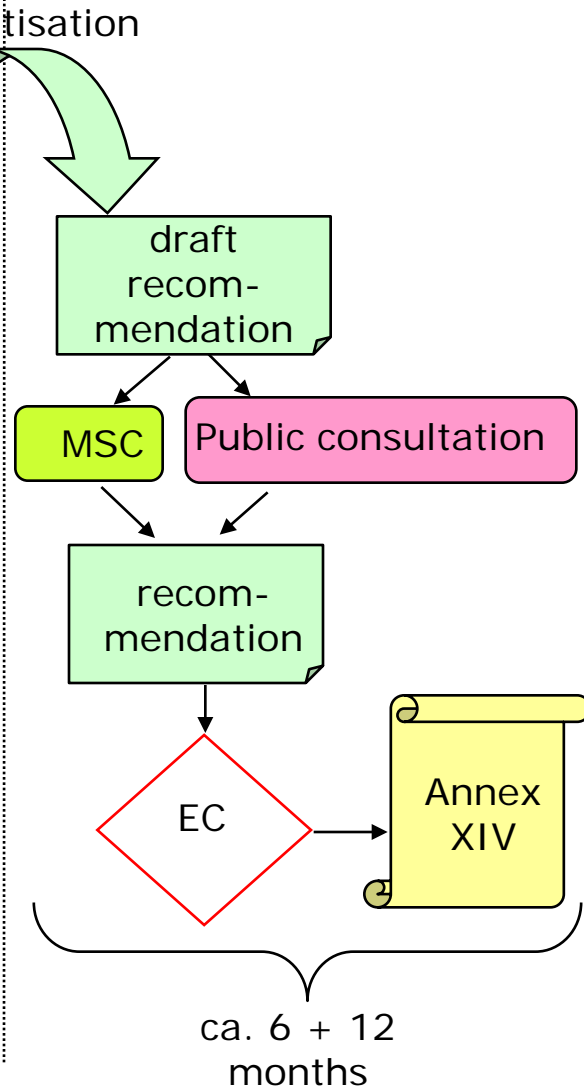 tisation
draft
recom-
mendation
MSC
Public consultation
recom-
mendation
EC
Annex
XIV
ca. 6 + 12
months